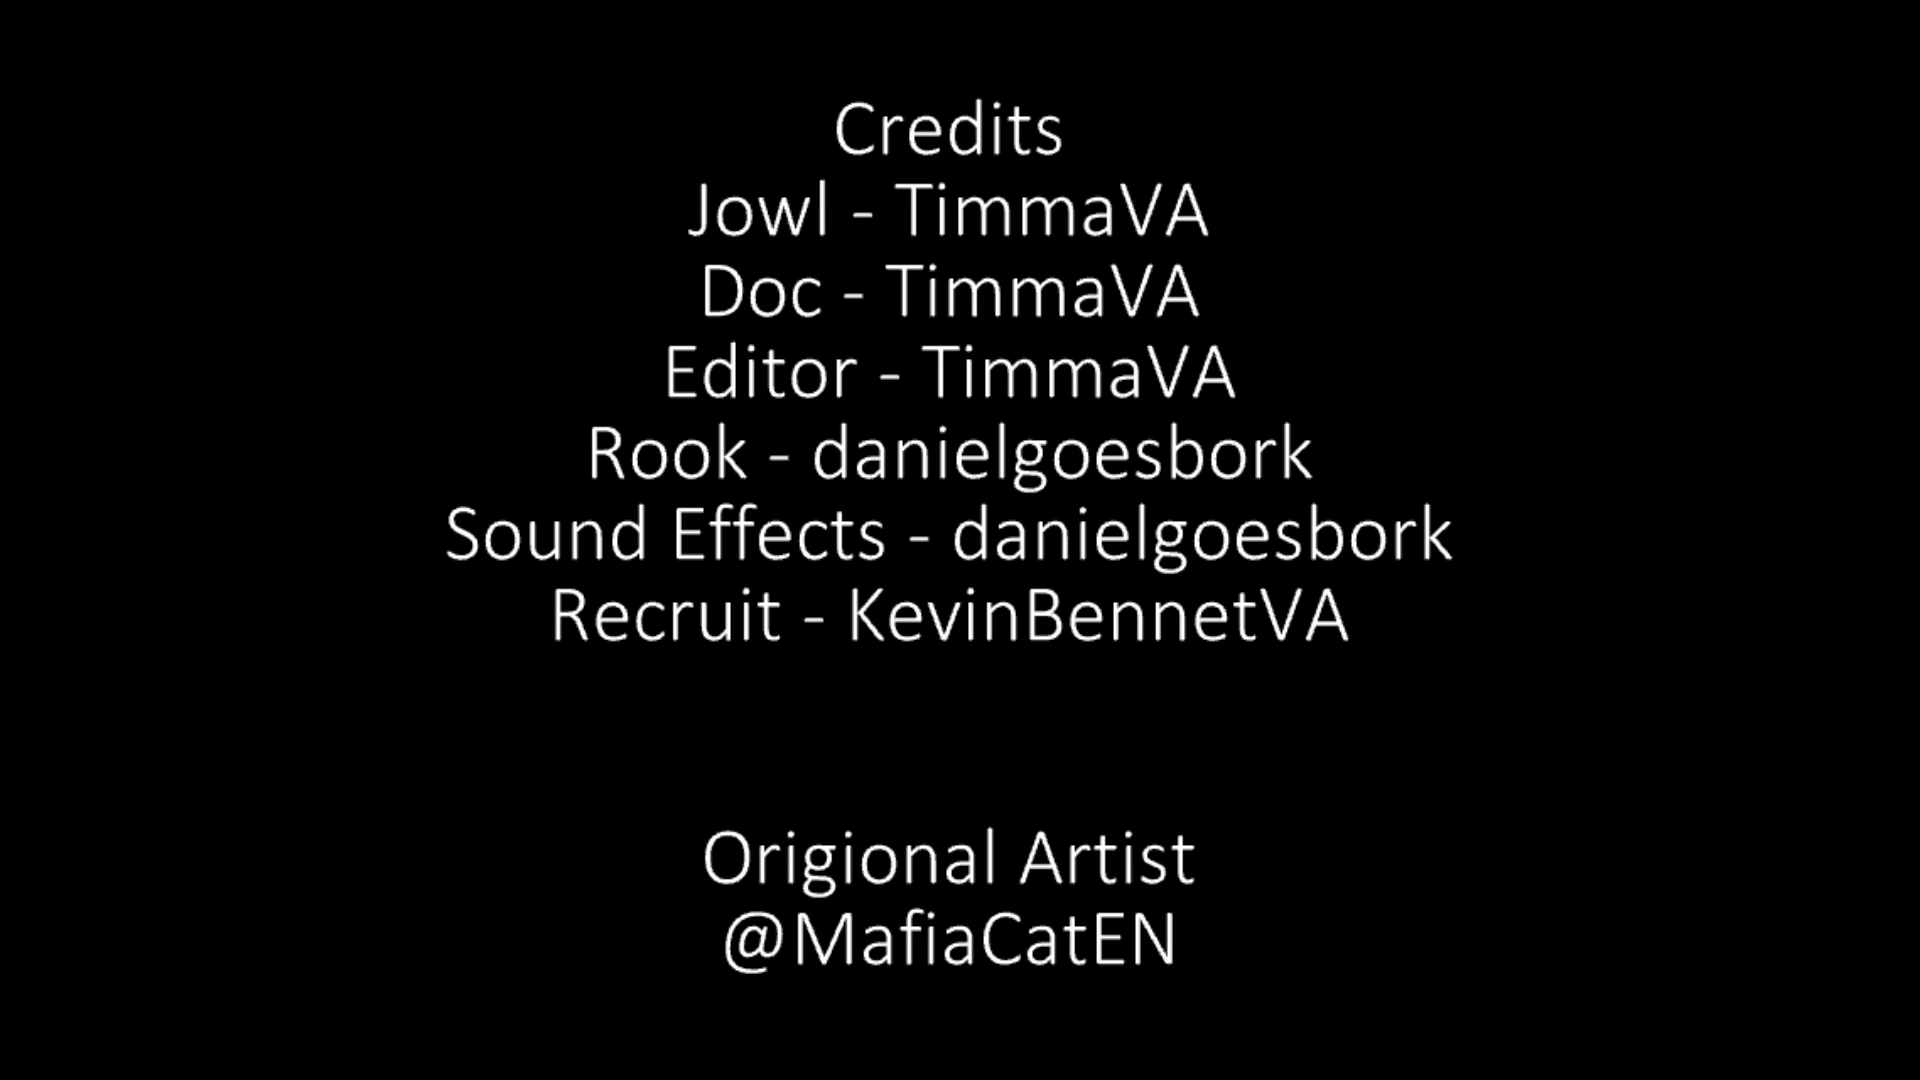 Credits
Jowl - TimmaVA
Doc - TimmaVA
Editor - TimmaVA
Rook - danielgoesbork
Sound Effects - danielgoesbork
Recruit - KevinBennetVA
Origional Artist
@MafiaCatEN